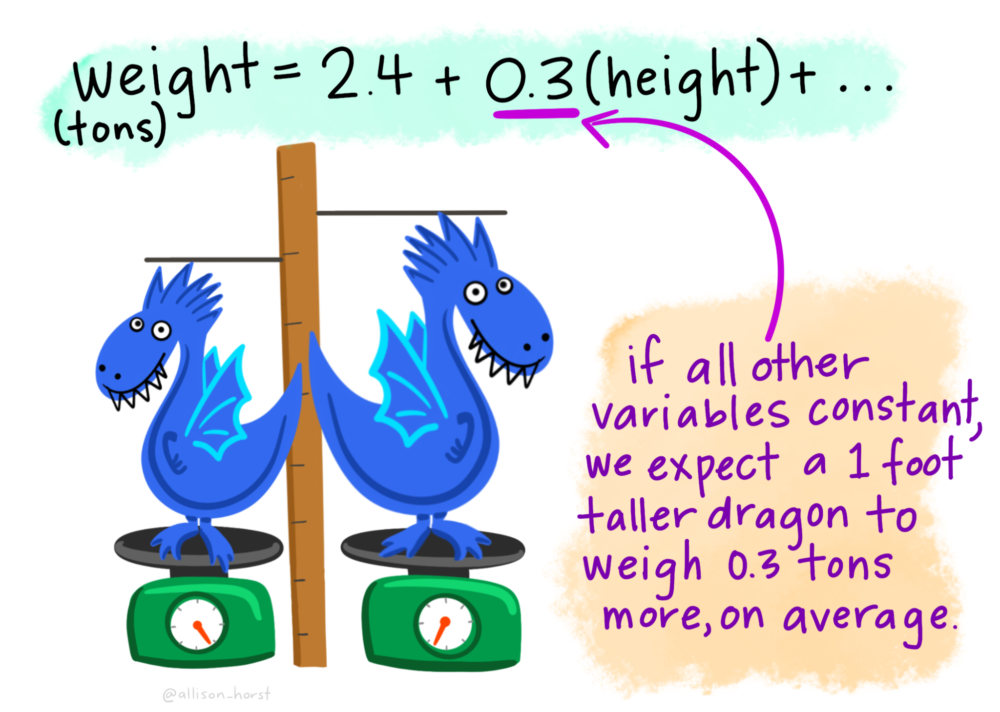 weight = 2.4 + 0.3(height) + ...
(tons)
if all other
variables constant,
we expect a 1 foot
taller dragon to
weigh 0.3 tons
more, on average.
@allison_horst